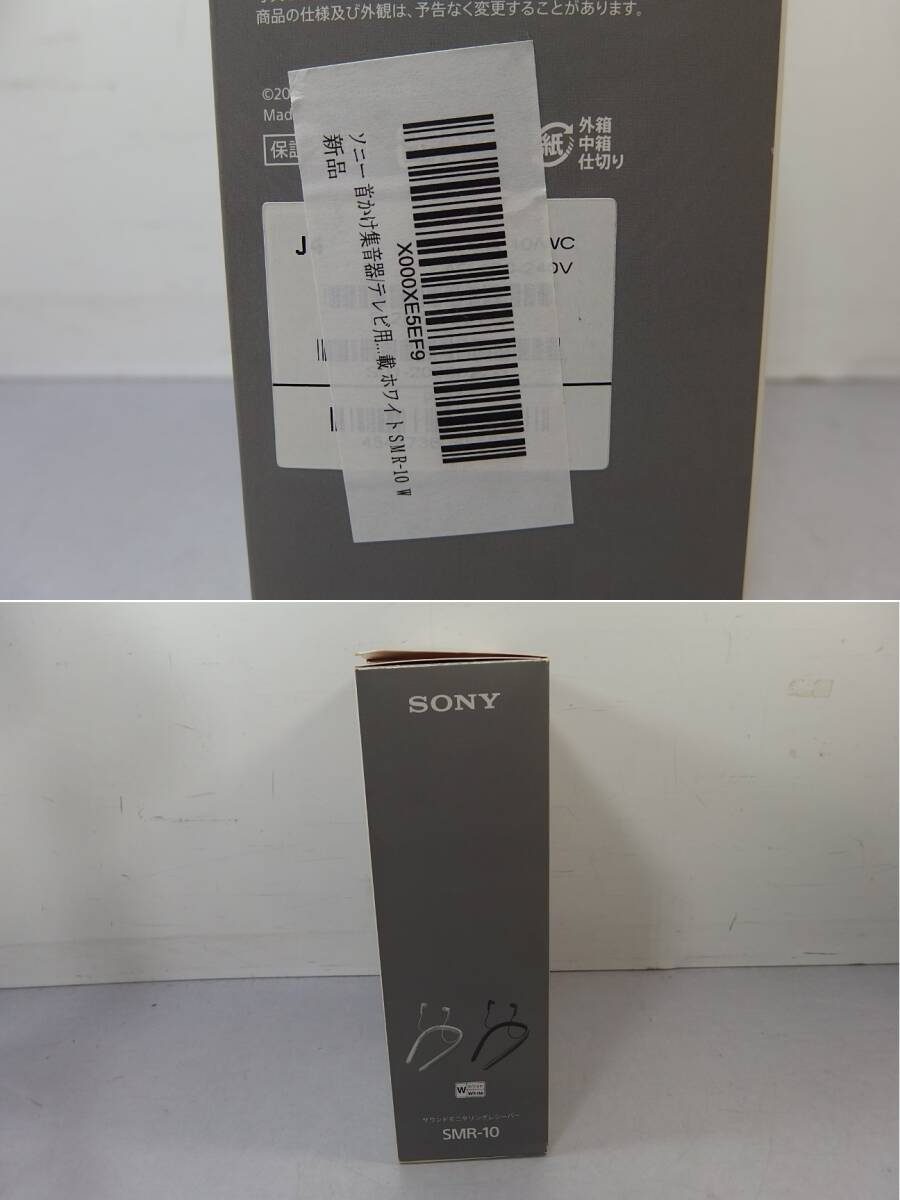 商品の仕様及び外観は、予告なく変更することがあります。
©20
Mad
保証
紙
外箱
中箱
仕切り
J
WC
0V
X000XE5EF9
ソニー 首かけ集音器/テレビ用...載 ホワイト SMR-10 W
新品
SONY
W
White
サウンドモニタリングレシーバー
SMR-10